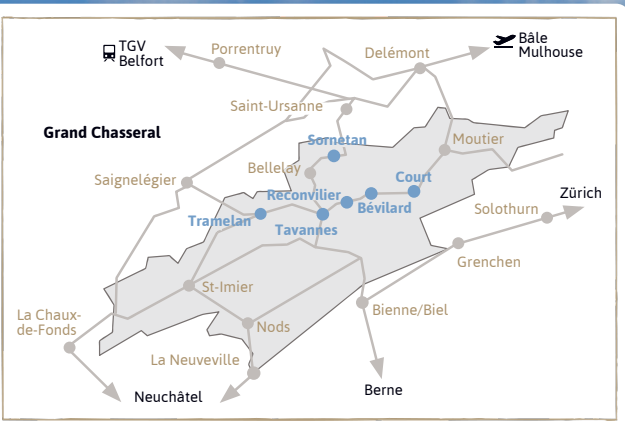 TGV
Belfort
Porrentruy
Delémont
Bâle
Mulhouse
Saint-Ursanne
Grand Chasseral
Sornetan
Moutier
Bellelay
Saignelégier
Court
Reconvilier
Zürich
Bévilard
Solothurn
Tramelan
Tavannes
Grenchen
St-Imier
La Chaux-
de-Fonds
Bienne/Biel
Nods
La Neuveville
Berne
Neuchâtel